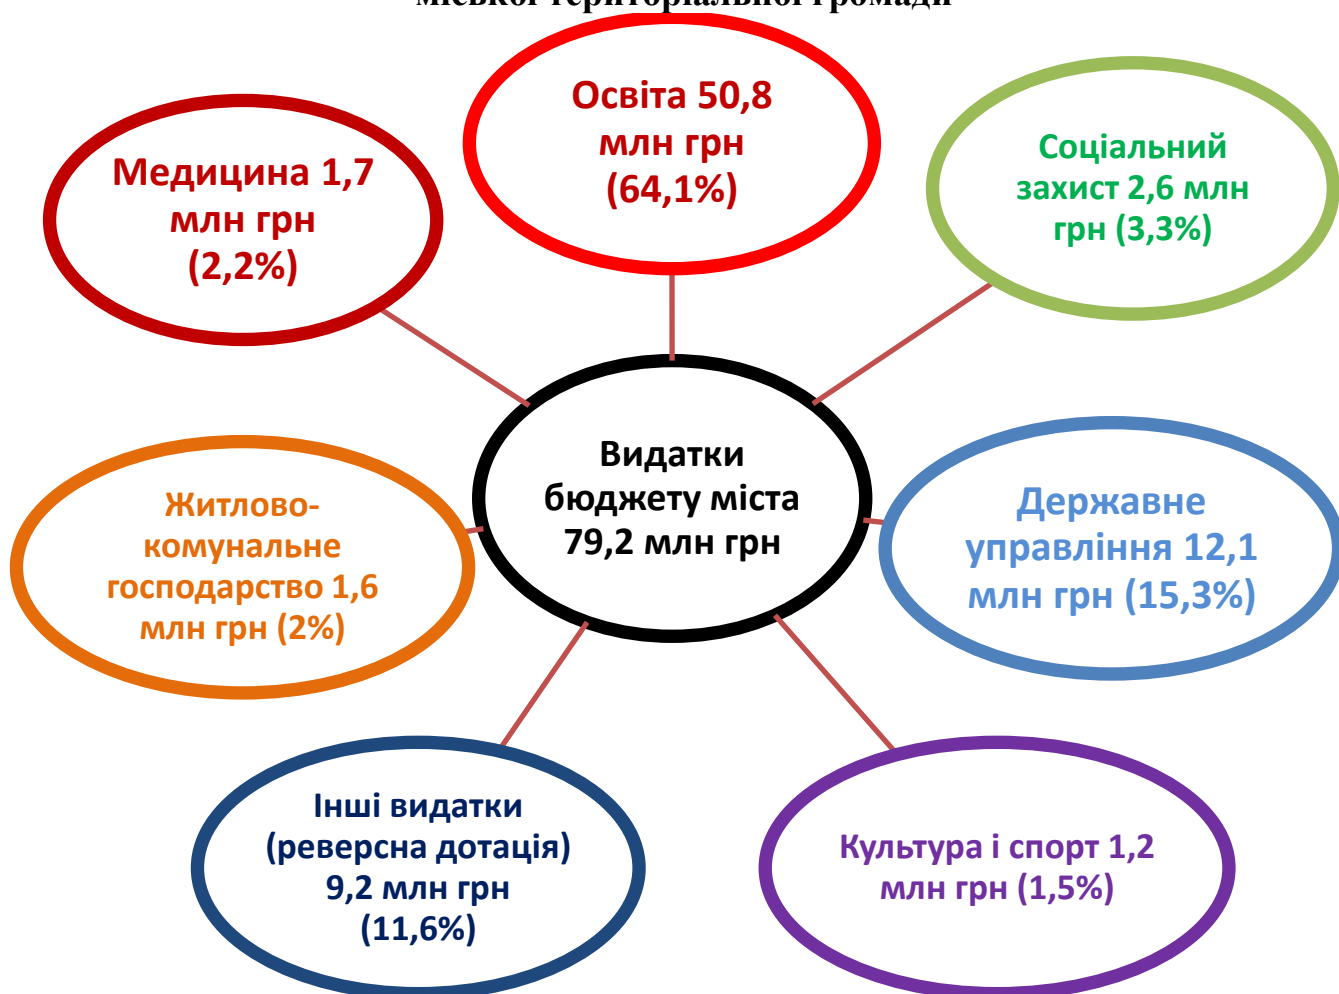 міської територіальної громади
Освіта 50,8
млн грн
(64,1%)
Медицина 1,7
млн грн
(2,2%)
Соціальний
захист 2,6 млн
грн (3,3%)
Видатки
бюджету міста
79,2 млн грн
Житлово-
комунальне
господарство 1,6
млн грн (2%)
Державне
управління 12,1
млн грн (15,3%)
Інші видатки
(реверсна дотація)
9,2 млн грн
(11,6%)
Культура і спорт 1,2
млн грн (1,5%)